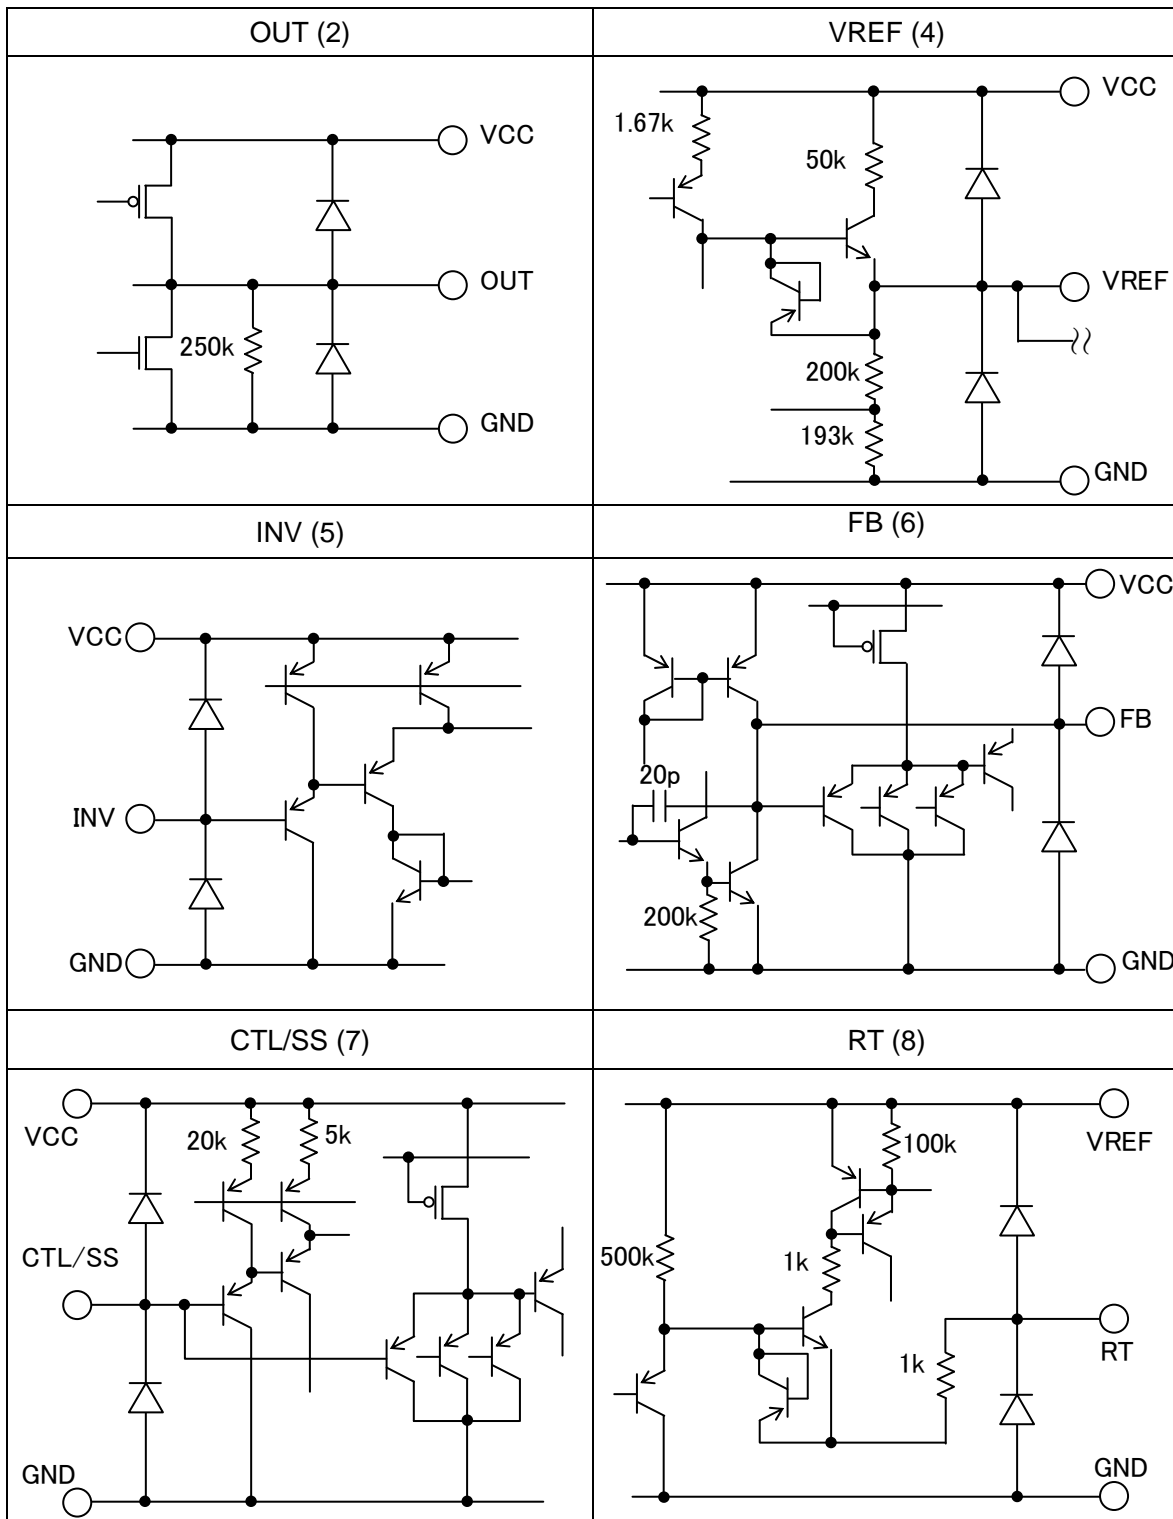 OUT (2)
VCC
OUT
250k
GND
VREF (4)
VCC
1.67k
50k
VREF
200k
193k
GND
INV (5)
VCC
INV
GND
FB (6)
VCC
FB
20p
200k
GND
CTL/SS (7)
VCC
20k
5k
CTL/SS
GND
RT (8)
VREF
100k
500k
1k
1k
RT
GND